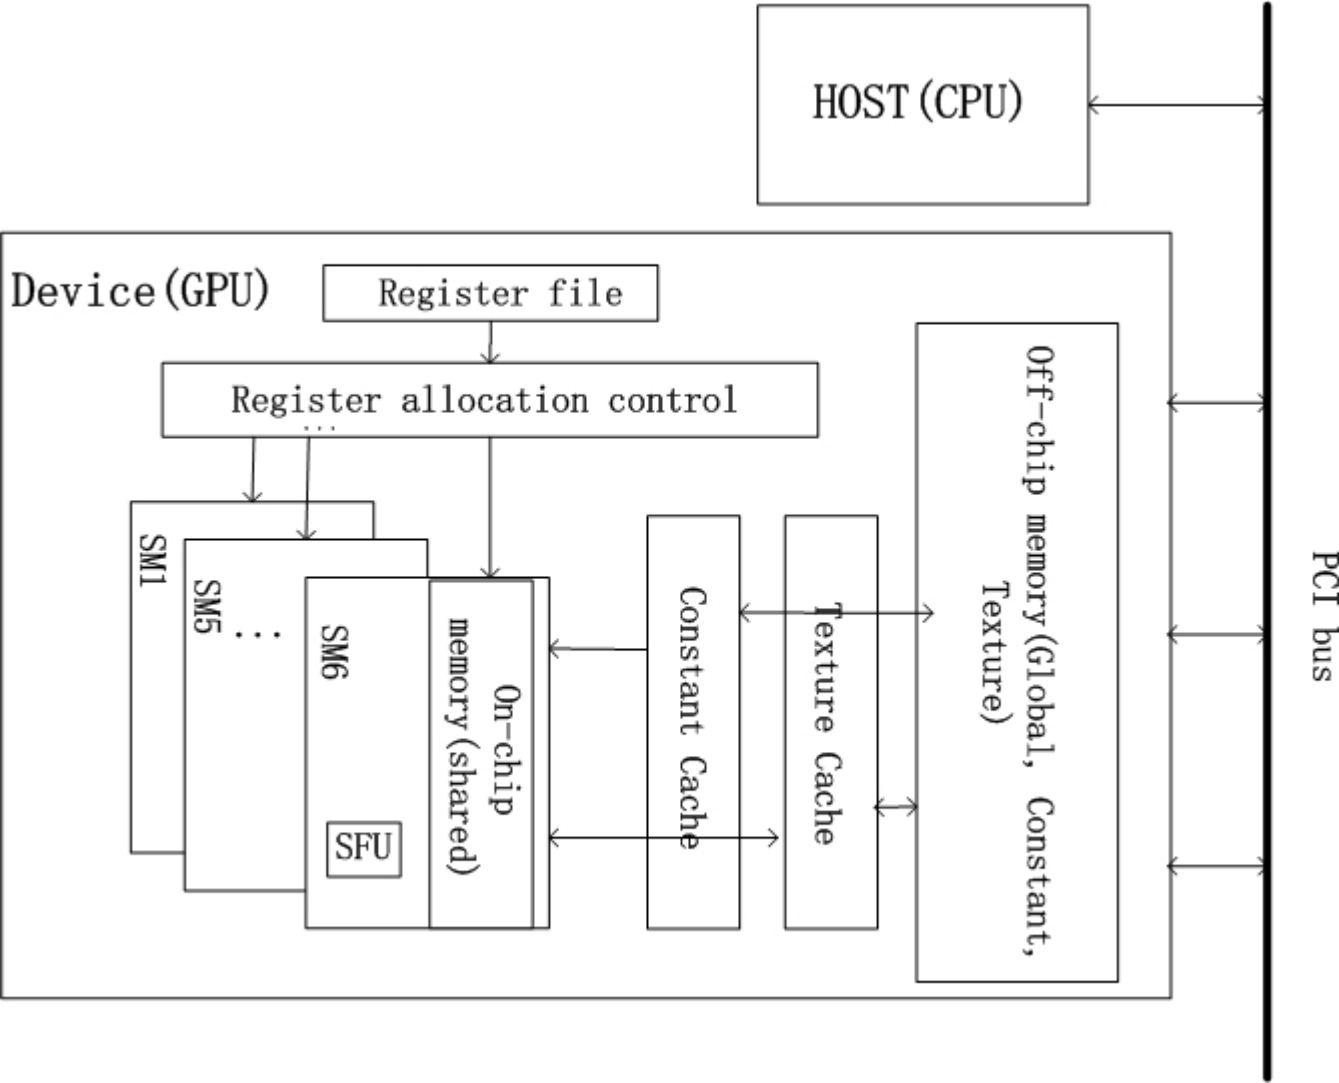 HOST(CPU)
Device(GPU)
Register file
Register allocation control
...
SM1
SM5
...
SM6
SFU
On-chip
memory(shared)
Constant Cache
Texture Cache
Off-chip memory(Global, Constant,
Texture)
PCI bus